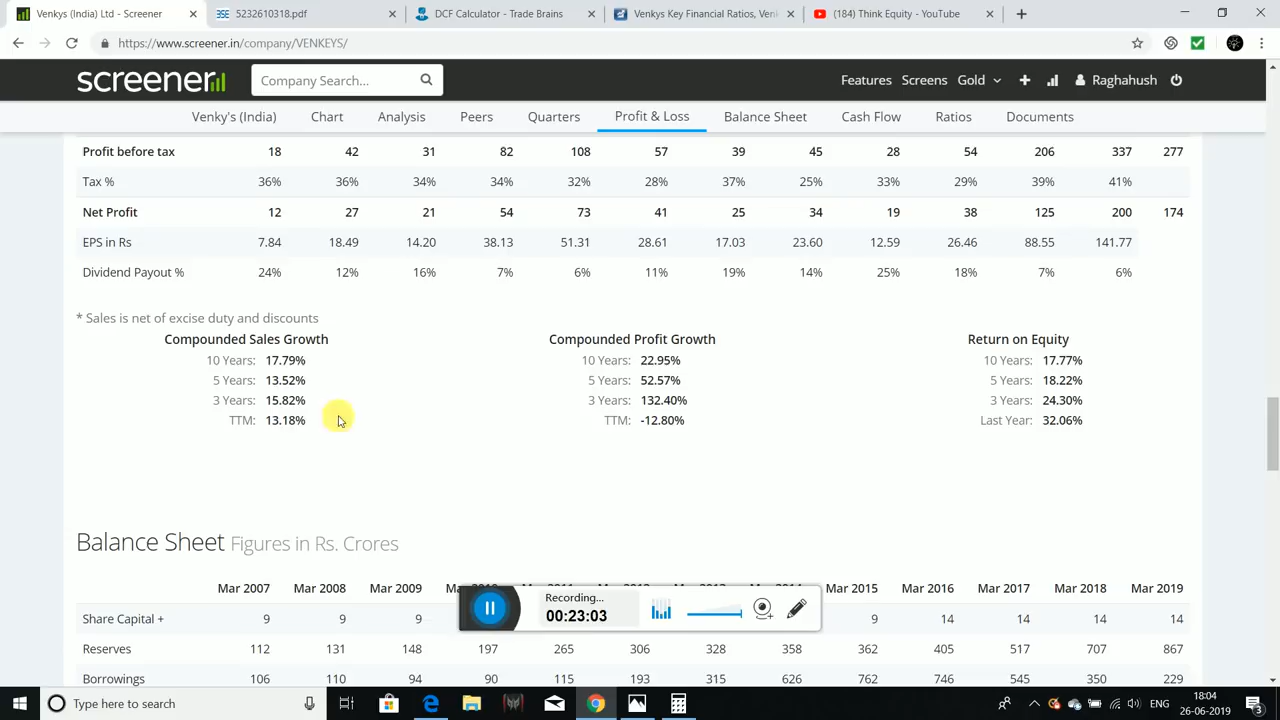 Venkys (India) Ltd - Screener
5232610318.pdf
DCF Calculator - Trade Brains
Venkys Key Financial Ratios, Ven
(184) Think Equity - YouTube
https://www.screener.in/company/VENKEYS/
screener
Company Search...
Features Screens Gold Raghahush
Venky's (India) Chart Analysis Peers Quarters Profit & Loss Balance Sheet Cash Flow Ratios Documents
Profit before tax 18 42 31 82 108 57 39 45 28 54 206 337 277
Tax % 36% 36% 34% 34% 32% 28% 37% 25% 33% 29% 39% 41%
Net Profit 12 27 21 54 73 41 25 34 19 38 125 200 174
EPS in Rs 7.84 18.49 14.20 38.13 51.31 28.61 17.03 23.60 12.59 26.46 88.55 141.77
Dividend Payout % 24% 12% 16% 7% 6% 11% 19% 14% 25% 18% 7% 6%
* Sales is net of excise duty and discounts
Compounded Sales Growth
10 Years: 17.79%
5 Years: 13.52%
3 Years: 15.82%
TTM: 13.18%
Compounded Profit Growth
10 Years: 22.95%
5 Years: 52.57%
3 Years: 132.40%
TTM: -12.80%
Return on Equity
10 Years: 17.77%
5 Years: 18.22%
3 Years: 24.30%
Last Year: 32.06%
Balance Sheet Figures in Rs. Crores
Mar 2007 Mar 2008 Mar 2009 Mar 2015 Mar 2016 Mar 2017 Mar 2018 Mar 2019
Share Capital + 9 9 9 9 14 14 14 14
Reserves 112 131 148 197 265 306 328 358 362 405 517 707 867
Borrowings 106 110 94 90 115 193 315 626 762 746 545 350 229
Recording...
00:23:03
Type here to search
ENG
18:04
26-06-2019
3